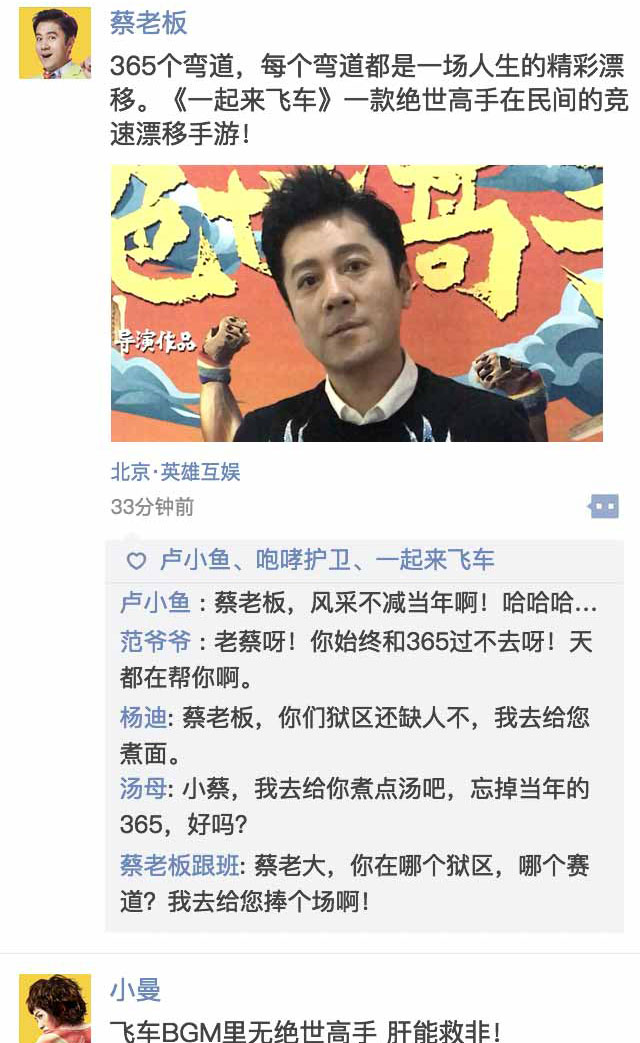 蔡老板
365个弯道，每个弯道都是一场人生的精彩漂
移。《一起来飞车》一款绝世高手在民间的竞
速漂移手游！
绝世高手
导演作品
北京·英雄互娱
33分钟前
卢小鱼、咆哮护卫、一起来飞车
卢小鱼：蔡老板，风采不减当年啊！哈哈哈...
范爷爷：老蔡呀！你始终和365过不去呀！天
都在帮你啊。
杨迪: 蔡老板，你们狱区还缺人不，我去给您
煮面。
汤母: 小蔡，我去给你煮点汤吧，忘掉当年的
365，好吗？
蔡老板跟班: 蔡老大，你在哪个狱区，哪个赛
道？我去给您捧个场啊！
小曼
飞车BGM里无绝世高手 肝能救非！